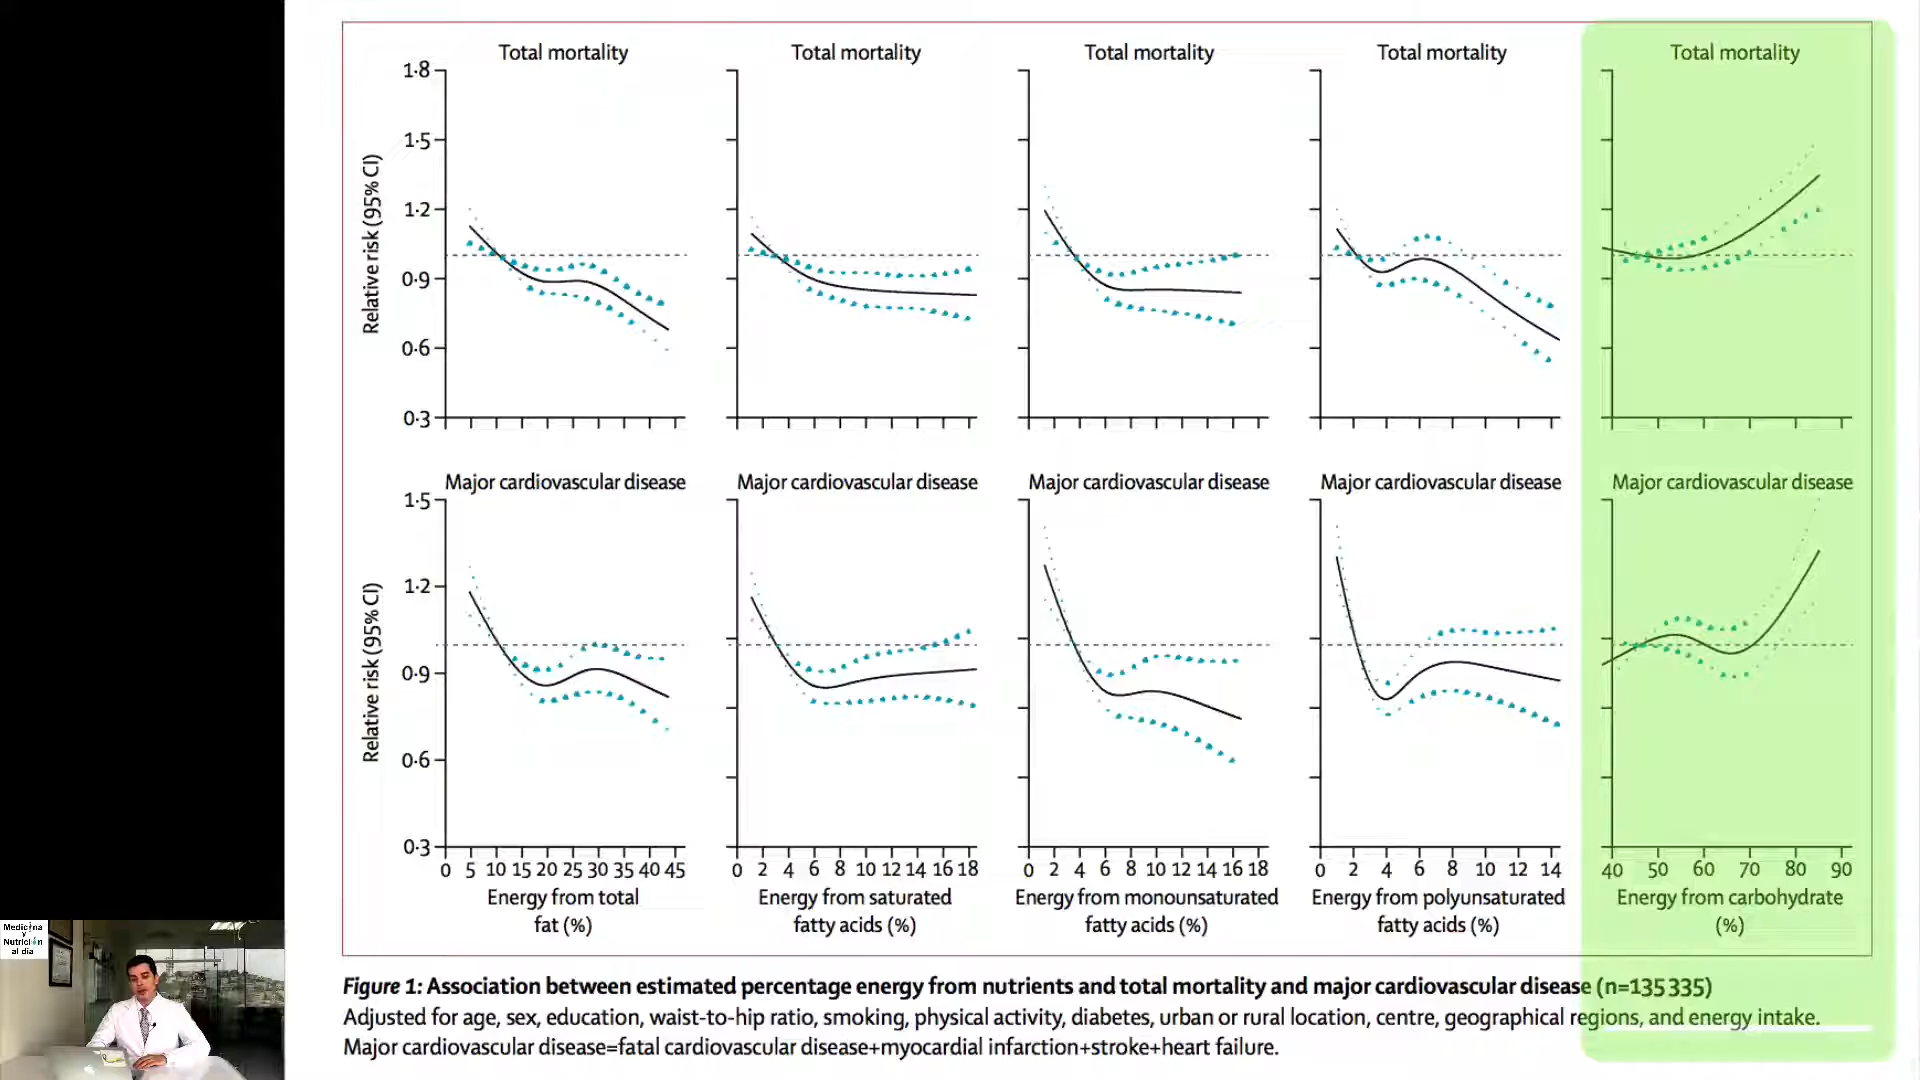 Total mortality Total mortality Total mortality Total mortality Total mortality
1·8
1·5
1·2
0·9
0·6
0·3
Relative risk (95% CI)
Major cardiovascular disease Major cardiovascular disease Major cardiovascular disease Major cardiovascular disease Major cardiovascular disease
1·5
1·2
0·9
0·6
0·3
Relative risk (95% CI)
0 5 10 15 20 25 30 35 40 45
Energy from total
fat (%)
0 2 4 6 8 10 12 14 16 18
Energy from saturated
fatty acids (%)
0 2 4 6 8 10 12 14 16 18
Energy from monounsaturated
fatty acids (%)
0 2 4 6 8 10 12 14
Energy from polyunsaturated
fatty acids (%)
40 50 60 70 80 90
Energy from carbohydrate
(%)
Medicina
y
Nutrición
al día
Figure 1: Association between estimated percentage energy from nutrients and total mortality and major cardiovascular disease (n=135 335)
Adjusted for age, sex, education, waist-to-hip ratio, smoking, physical activity, diabetes, urban or rural location, centre, geographical regions, and energy intake.
Major cardiovascular disease=fatal cardiovascular disease+myocardial infarction+stroke+heart failure.